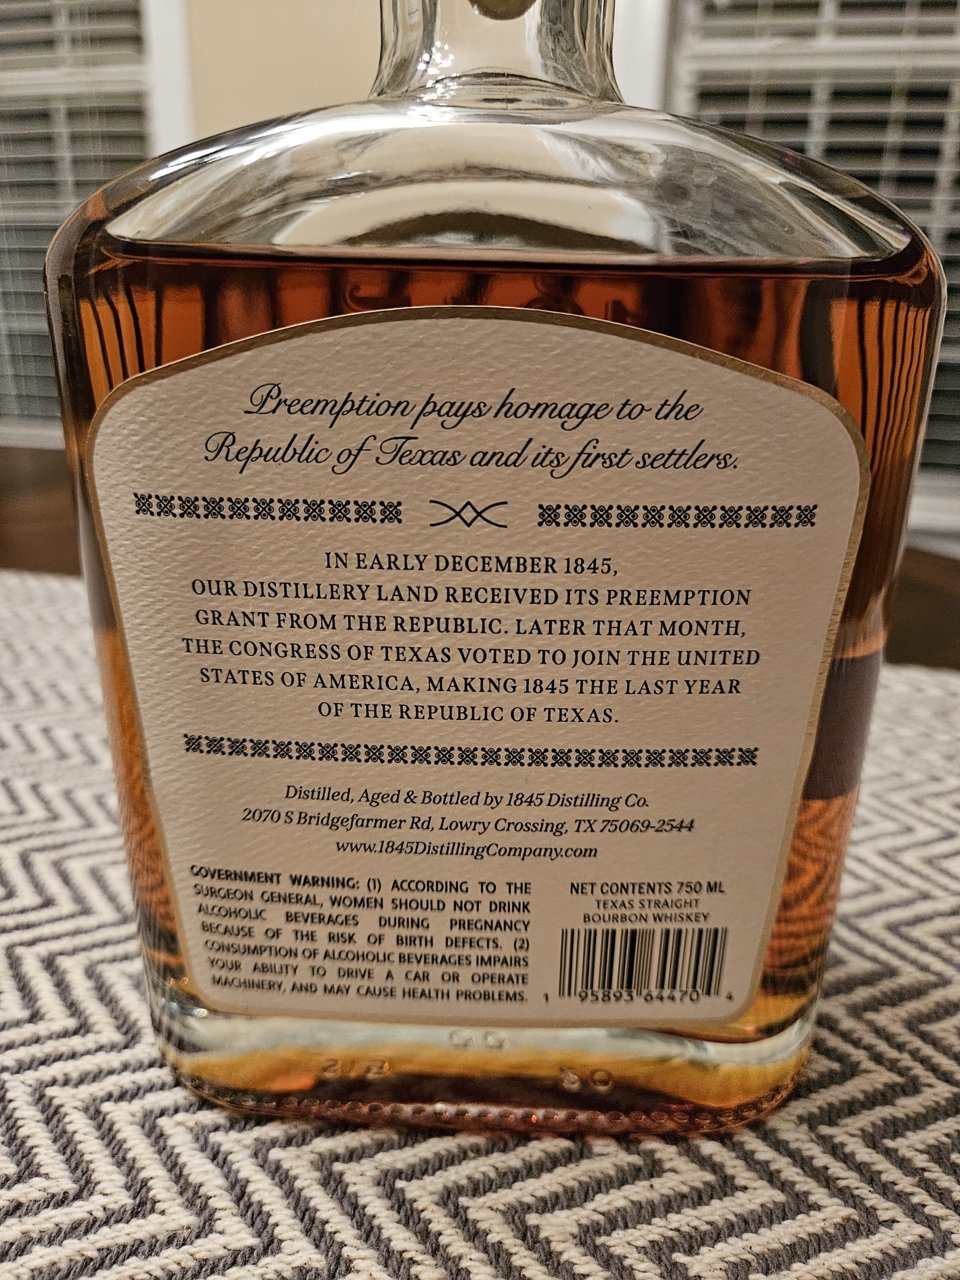 Preemption pays homage to the
Republic of Texas and its first settlers.
IN EARLY DECEMBER 1845,
OUR DISTILLERY LAND RECEIVED ITS PREEMPTION
GRANT FROM THE REPUBLIC. LATER THAT MONTH,
THE CONGRESS OF TEXAS VOTED TO JOIN THE UNITED
STATES OF AMERICA, MAKING 1845 THE LAST YEAR
OF THE REPUBLIC OF TEXAS.
Distilled, Aged & Bottled by 1845 Distilling Co.
2070 S Bridgefarmer Rd, Lowry Crossing, TX 75069-2544
www.1845DistillingCompany.com
GOVERNMENT WARNING: (1) ACCORDING TO THE
SURGEON GENERAL, WOMEN SHOULD NOT DRINK
ALCOHOLIC BEVERAGES DURING PREGNANCY
BECAUSE OF THE RISK OF BIRTH DEFECTS. (2)
CONSUMPTION OF ALCOHOLIC BEVERAGES IMPAIRS
YOUR ABILITY TO DRIVE A CAR OR OPERATE
MACHINERY, AND MAY CAUSE HEALTH PROBLEMS.
NET CONTENTS 750 ML
TEXAS STRAIGHT
BOURBON WHISKEY
1 95893 64470 4